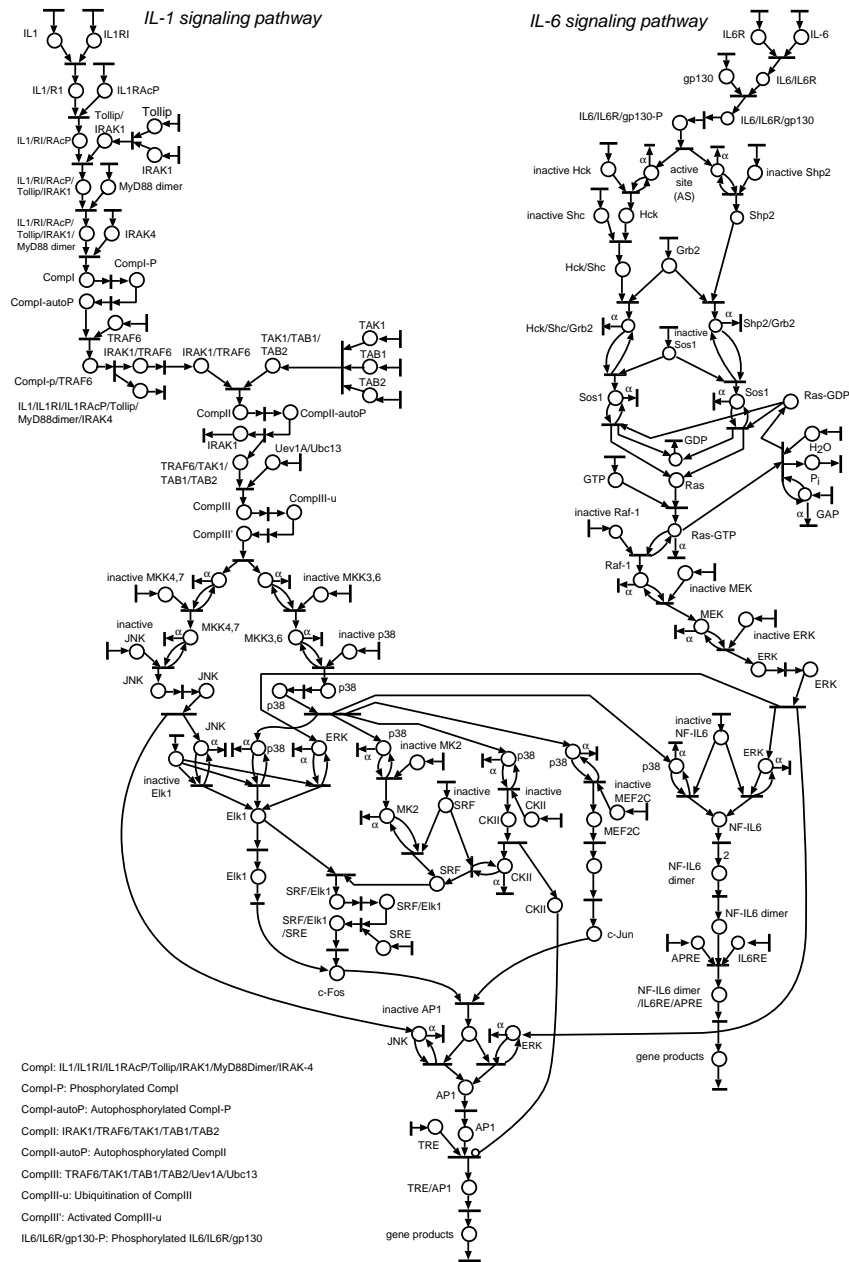 IL-1 signaling pathway
IL-6 signaling pathway
IL1
IL1RI
IL1/R1
IL1RAcP
Tollip/
IRAK1
Tollip
IL1/RI/RAcP
IRAK1
IL1/RI/RAcP/
Tollip/IRAK1
MyD88 dimer
IL1/RI/RAcP/
Tollip/IRAK1/
MyD88 dimer
IRAK4
CompI
CompI-P
CompI-autoP
TRAF6
CompI-p/TRAF6
IRAK1/TRAF6
IRAK1/TRAF6
TAK1/TAB1/
TAB2
TAK1
TAB1
TAB2
IL1/IL1RI/IL1RAcP/Tollip/
MyD88dimer/IRAK4
CompII
CompII-autoP
IRAK1
TRAF6/TAK1/
TAB1/TAB2
Uev1A/Ubc13
CompIII
CompIII-u
CompIII'
inactive MKK4,7
α
α
inactive MKK3,6
inactive
JNK
MKK4,7
α
MKK3,6
α
inactive p38
JNK
JNK
p38
p38
IL6R
IL-6
gp130
IL6/IL6R
IL6/IL6R/gp130-P
IL6/IL6R/gp130
inactive Hck
α
active
site
(AS)
α
inactive Shp2
inactive Shc
Hck
Shp2
Grb2
Hck/Shc
Hck/Shc/Grb2
α
inactive
Sos1
α
Shp2/Grb2
Sos1
α
α
Sos1
Ras-GDP
GDP
H2O
GTP
Ras
Pi
α
GAP
inactive Raf-1
Ras-GTP
α
Raf-1
α
inactive MEK
MEK
α
inactive ERK
ERK
ERK
JNK
α
α
p38
α
ERK
p38
α
inactive MK2
α
p38
p38
α
inactive
NF-IL6
p38
α
ERK
α
inactive
Elk1
Elk1
α
MK2
inactive
SRF
inactive
CKII
CKII
inactive
MEF2C
MEF2C
NF-IL6
2
Elk1
SRF
α
CKII
NF-IL6
dimer
SRF/Elk1
SRF/Elk1
CKII
SRF/Elk1
/SRE
SRE
c-Jun
NF-IL6 dimer
APRE
IL6RE
c-Fos
NF-IL6 dimer
/IL6RE/APRE
inactive AP1
JNK
α
α
ERK
gene products
AP1
AP1
TRE
TRE/AP1
gene products
CompI: IL1/IL1RI/IL1RAcP/Tollip/IRAK1/MyD88Dimer/IRAK-4
CompI-P: Phosphorylated CompI
CompI-autoP: Autophosphorylated CompI-P
CompII: IRAK1/TRAF6/TAK1/TAB1/TAB2
CompII-autoP: Autophosphorylated CompII
CompIII: TRAF6/TAK1/TAB1/TAB2/Uev1A/Ubc13
CompIII-u: Ubiquitination of CompIII
CompIII': Activated CompIII-u
IL6/IL6R/gp130-P: Phosphorylated IL6/IL6R/gp130